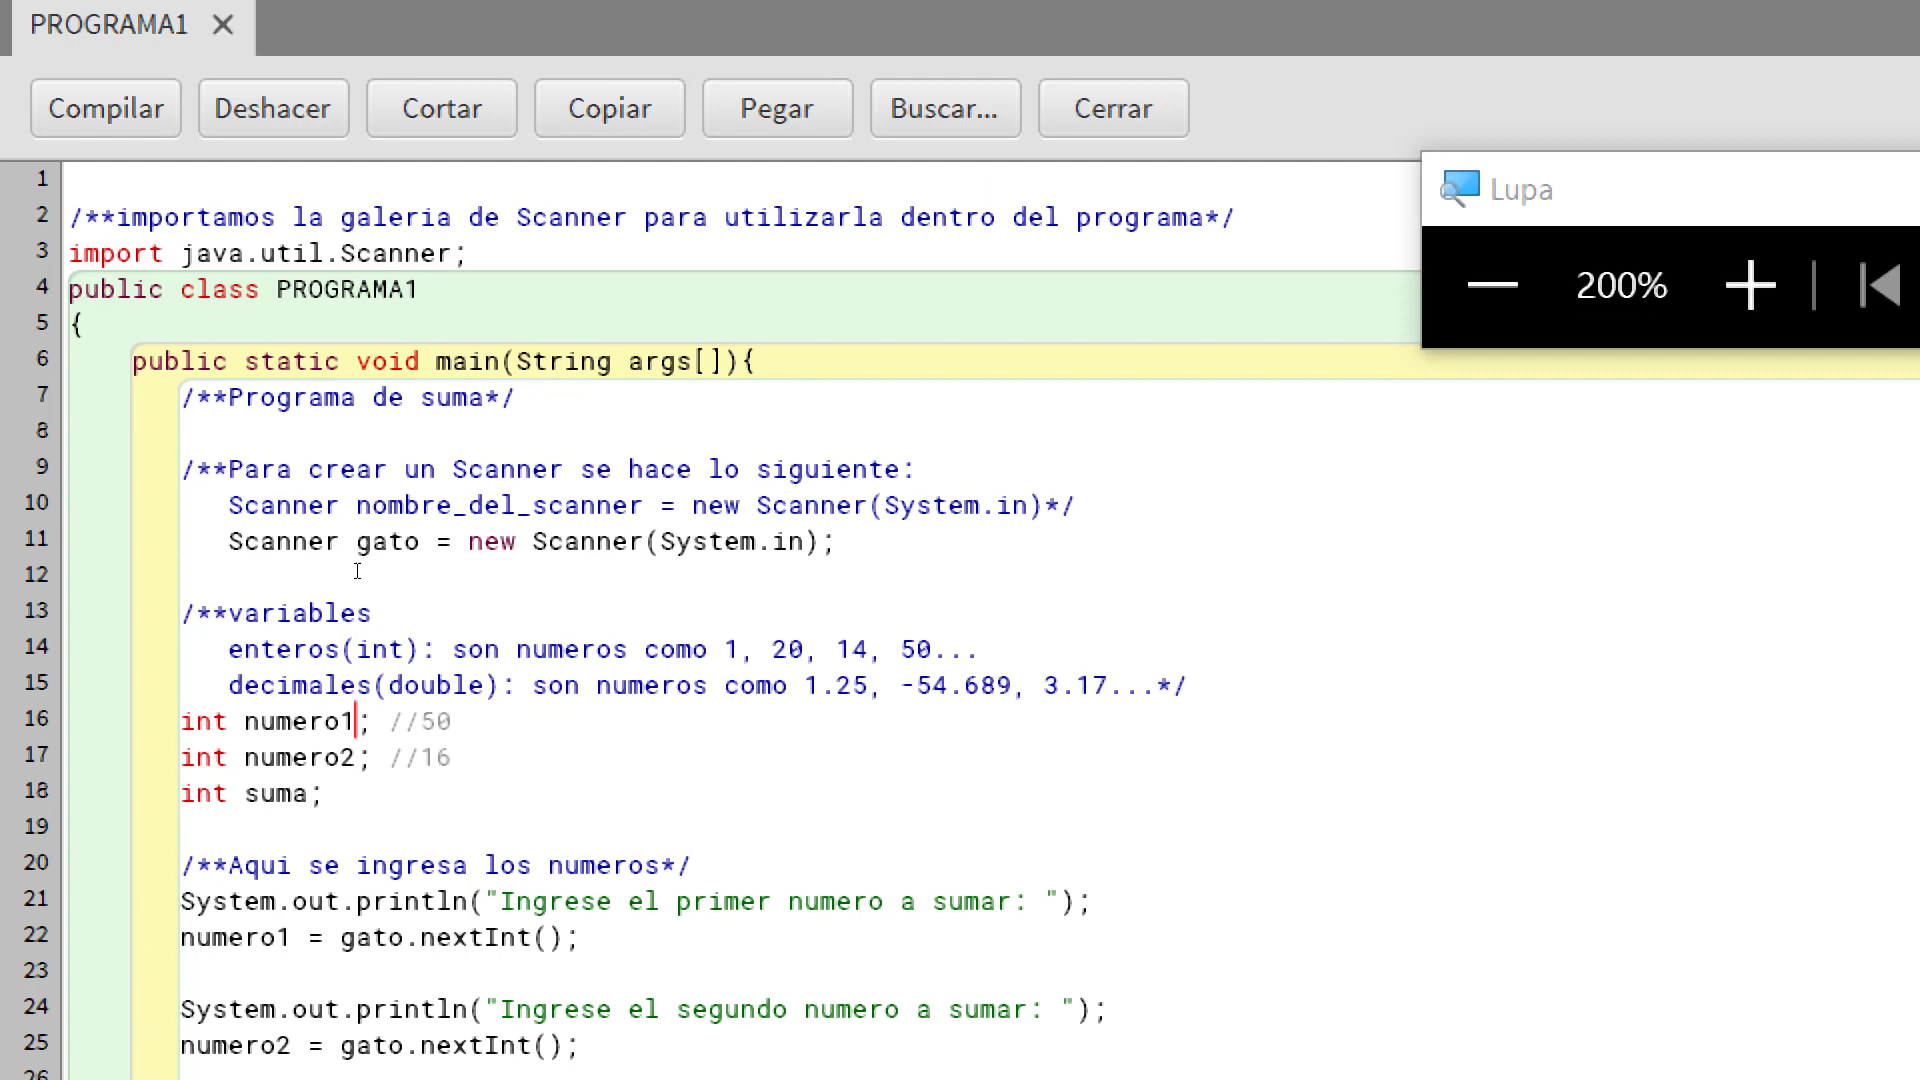 PROGRAMA1
Compilar Deshacer Cortar Copiar Pegar Buscar... Cerrar
Lupa
200%
1
2 /**importamos la galeria de Scanner para utilizarla dentro del programa*/
3 import java.util.Scanner;
4 public class PROGRAMA1
5 {
6 public static void main(String args[]){
7 /**Programa de suma*/
8
9 /**Para crear un Scanner se hace lo siguiente:
10 Scanner nombre_del_scanner = new Scanner(System.in)*/
11 Scanner gato = new Scanner(System.in);
12
13 /**variables
14 enteros(int): son numeros como 1, 20, 14, 50...
15 decimales(double): son numeros como 1.25, -54.689, 3.17...*/
16 int numero1; //50
17 int numero2; //16
18 int suma;
19
20 /**Aqui se ingresa los numeros*/
21 System.out.println("Ingrese el primer numero a sumar: ");
22 numero1 = gato.nextInt();
23
24 System.out.println("Ingrese el segundo numero a sumar: ");
25 numero2 = gato.nextInt();
26